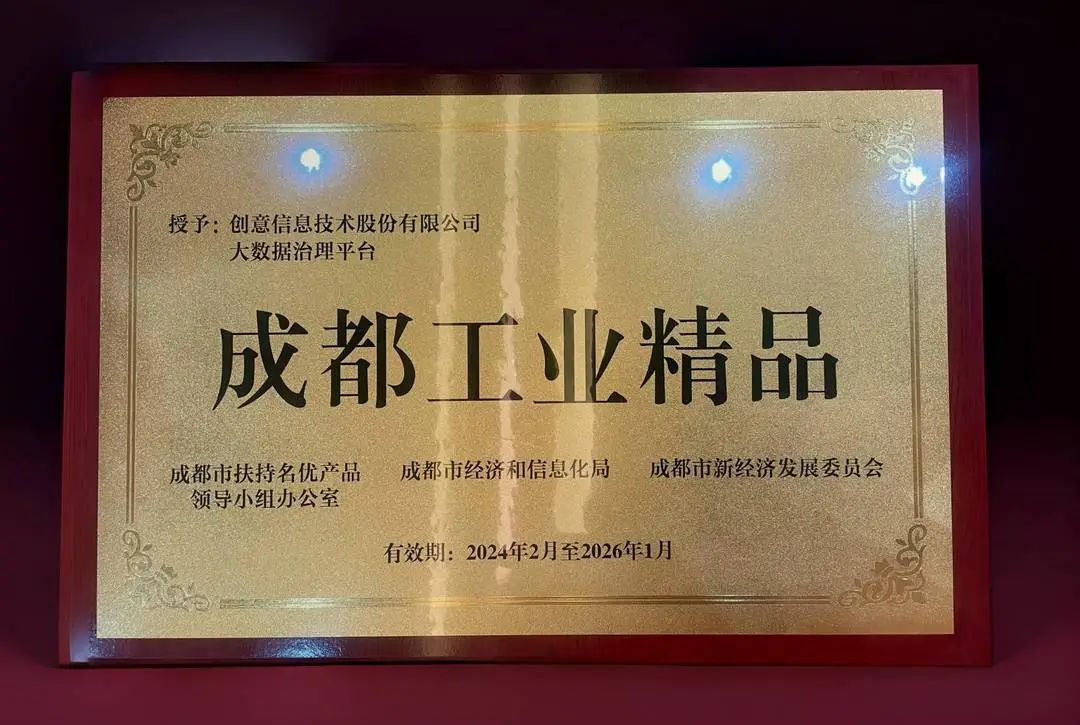 授予：创意信息技术股份有限公司
大数据治理平台
成都工业精品
成都市扶持名优产品
领导小组办公室
成都市经济和信息化局
成都市新经济发展委员会
有效期：2024年2月至2026年1月